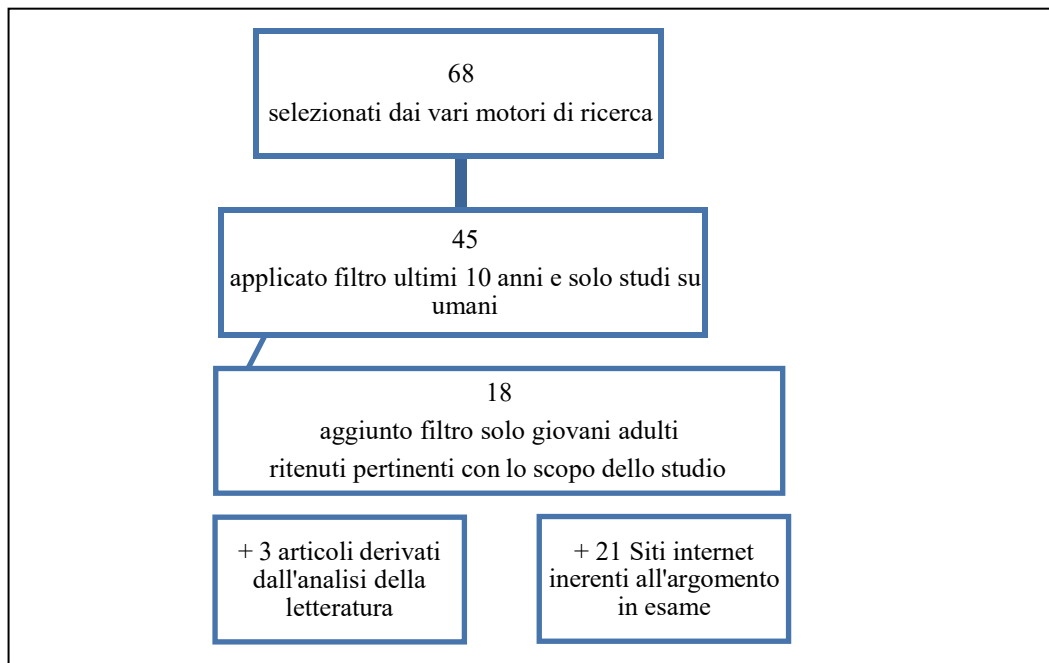 68
selezionati dai vari motori di ricerca
45
applicato filtro ultimi 10 anni e solo studi su
umani
18
aggiunto filtro solo giovani adulti
ritenuti pertinenti con lo scopo dello studio
+ 3 articoli derivati
dall'analisi della
letteratura
+ 21 Siti internet
inerenti all'argomento
in esame